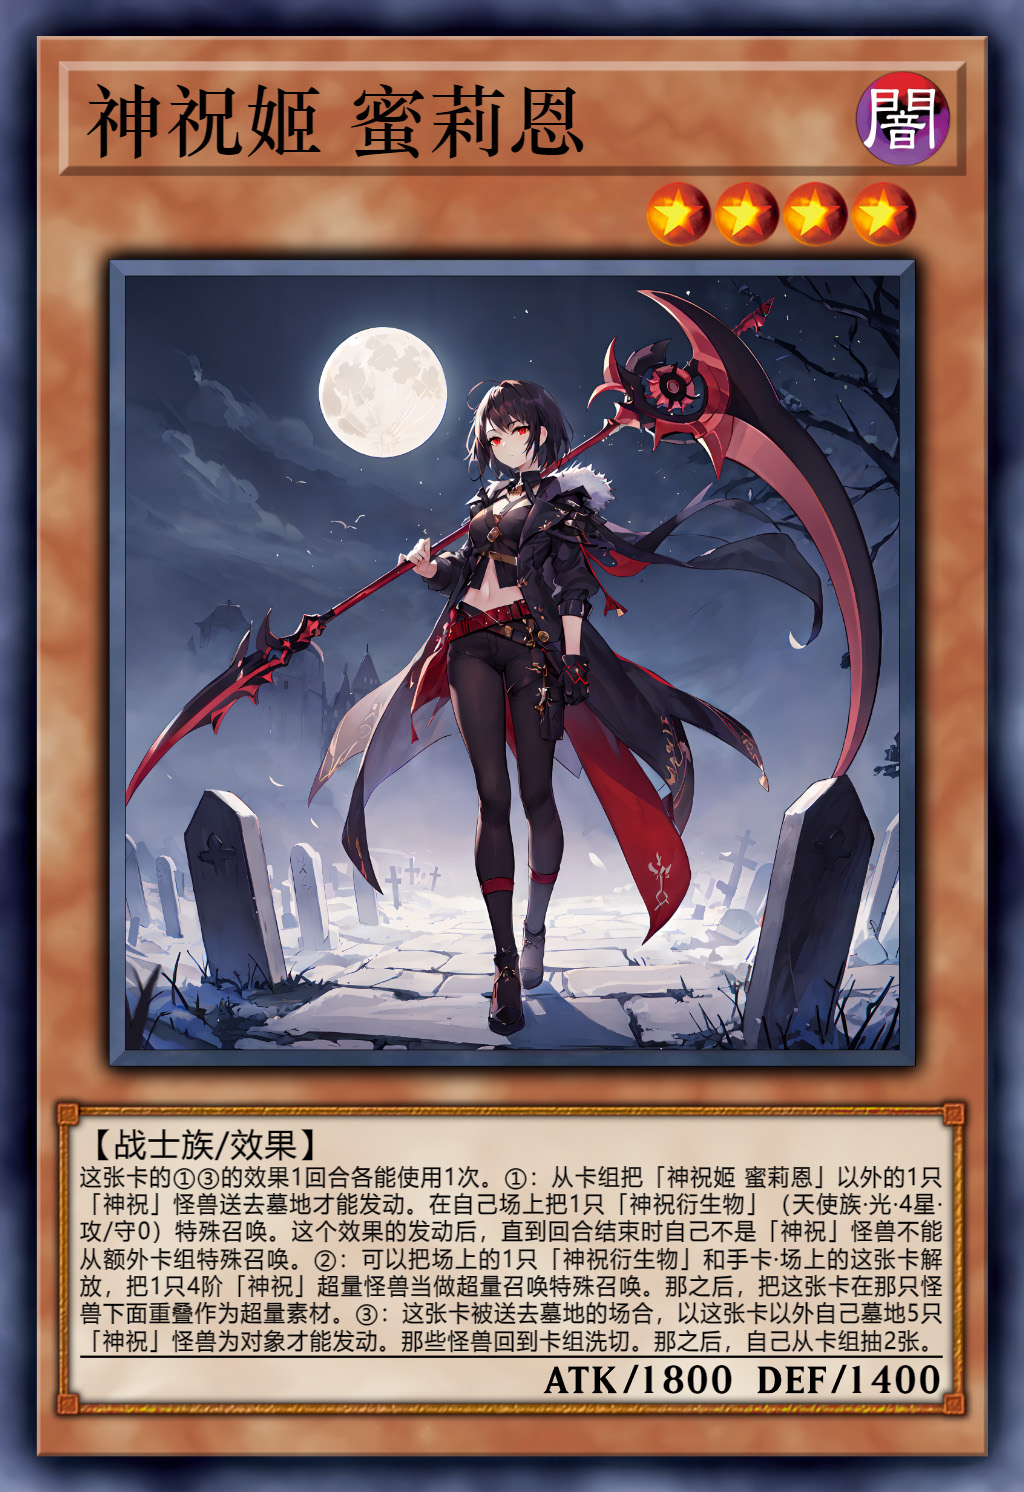 神祝姬 蜜莉恩
闇
【战士族/效果】
这张卡的①③的效果1回合各能使用1次。①：从卡组把「神祝姬 蜜莉恩」以外的1只
「神祝」怪兽送去墓地才能发动。在自己场上把1只「神祝衍生物」（天使族·光·4星·
攻/守0）特殊召唤。这个效果的发动后，直到回合结束时自己不是「神祝」怪兽不能
从额外卡组特殊召唤。②：可以把场上的1只「神祝衍生物」和手卡·场上的这张卡解
放，把1只4阶「神祝」超量怪兽当做超量召唤特殊召唤。那之后，把这张卡在那只怪
兽下面重叠作为超量素材。③：这张卡被送去墓地的场合，以这张卡以外自己墓地5只
「神祝」怪兽为对象才能发动。那些怪兽回到卡组洗切。那之后，自己从卡组抽2张。
ATK/1800 DEF/1400